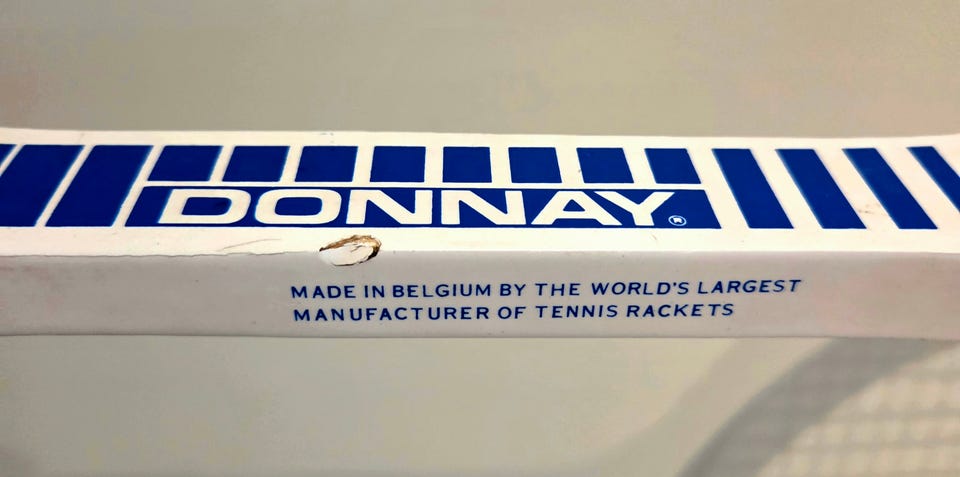 DONNAY®
MADE IN BELGIUM BY THE WORLD'S LARGEST
MANUFACTURER OF TENNIS RACKETS